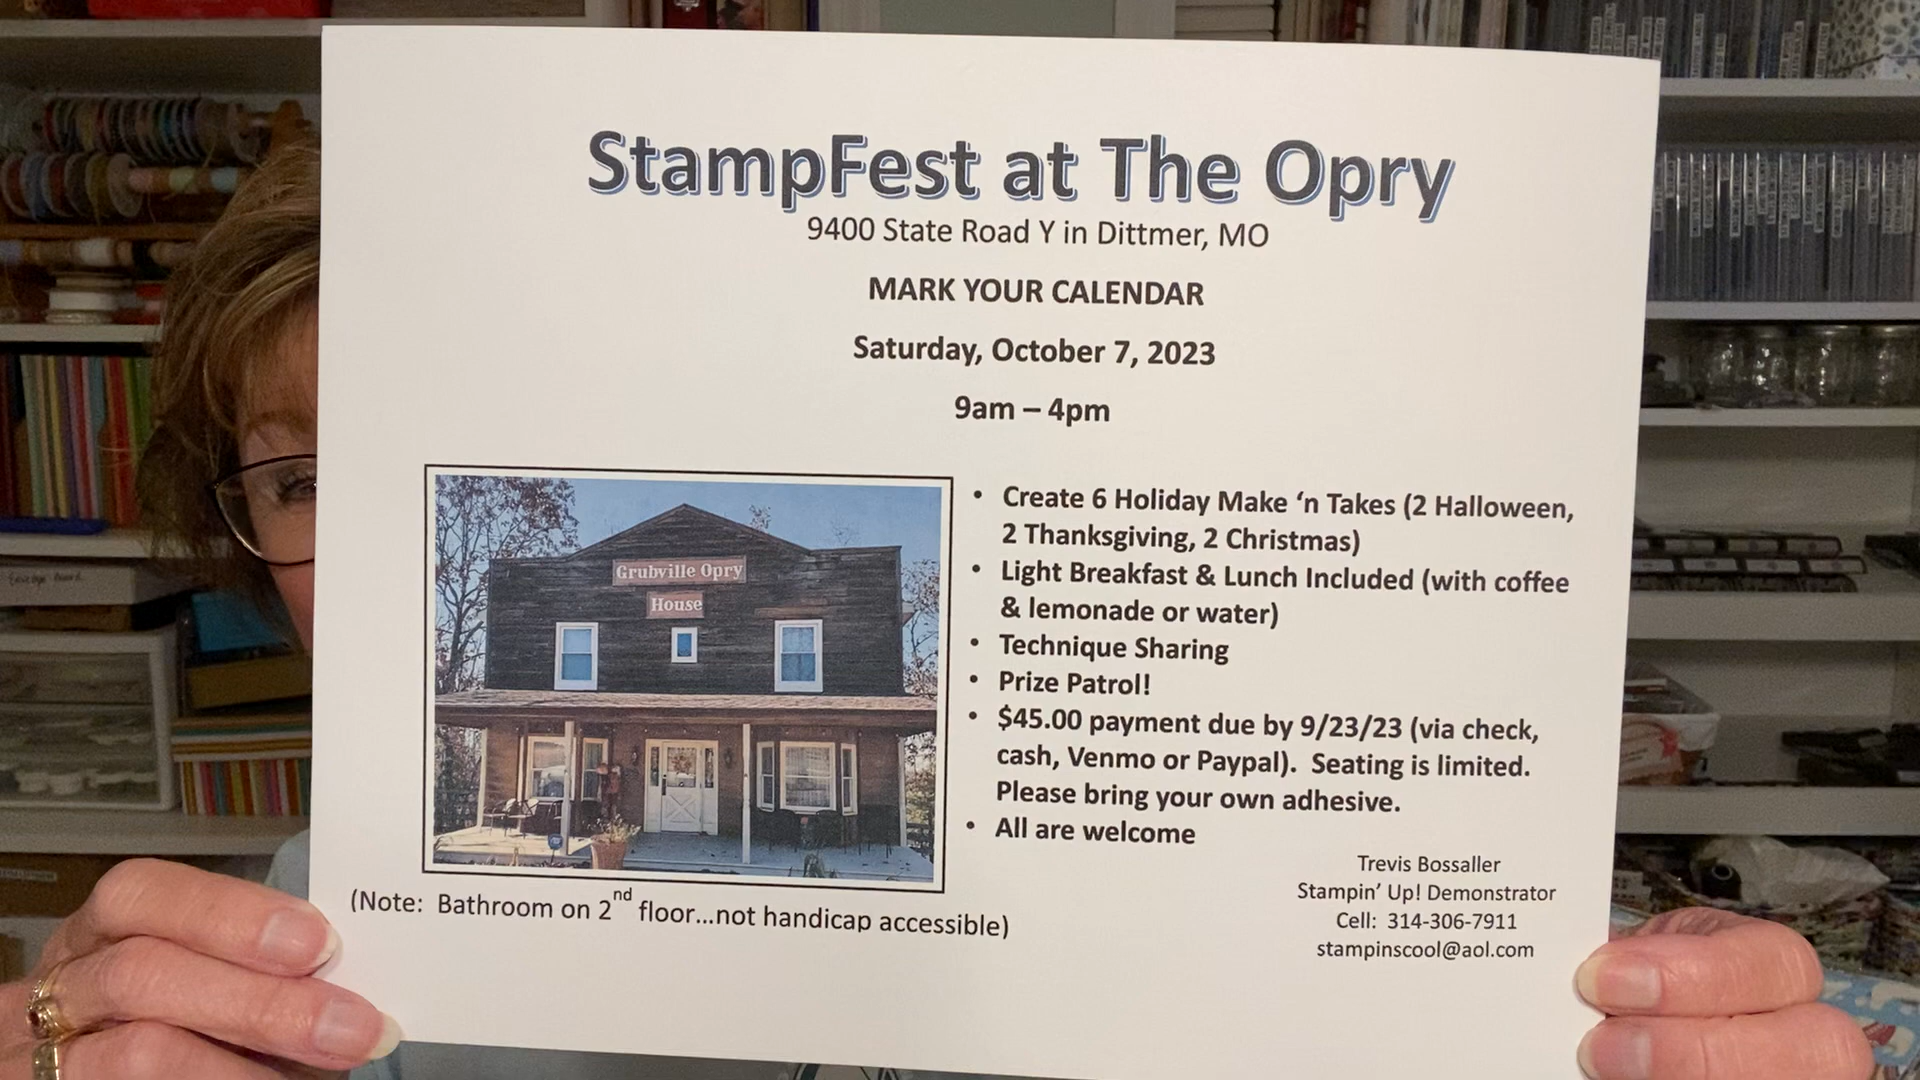 StampFest at The Opry
9400 State Road Y in Dittmer, MO
MARK YOUR CALENDAR
Saturday, October 7, 2023
9am – 4pm
Grubville Opry
House
• Create 6 Holiday Make ‘n Takes (2 Halloween,
2 Thanksgiving, 2 Christmas)
• Light Breakfast & Lunch Included (with coffee
& lemonade or water)
• Technique Sharing
• Prize Patrol!
• $45.00 payment due by 9/23/23 (via check,
cash, Venmo or Paypal).  Seating is limited.
Please bring your own adhesive.
• All are welcome
(Note:  Bathroom on 2nd floor...not handicap accessible)
Trevis Bossaller
Stampin’ Up! Demonstrator
Cell:  314-306-7911
stampinscool@aol.com